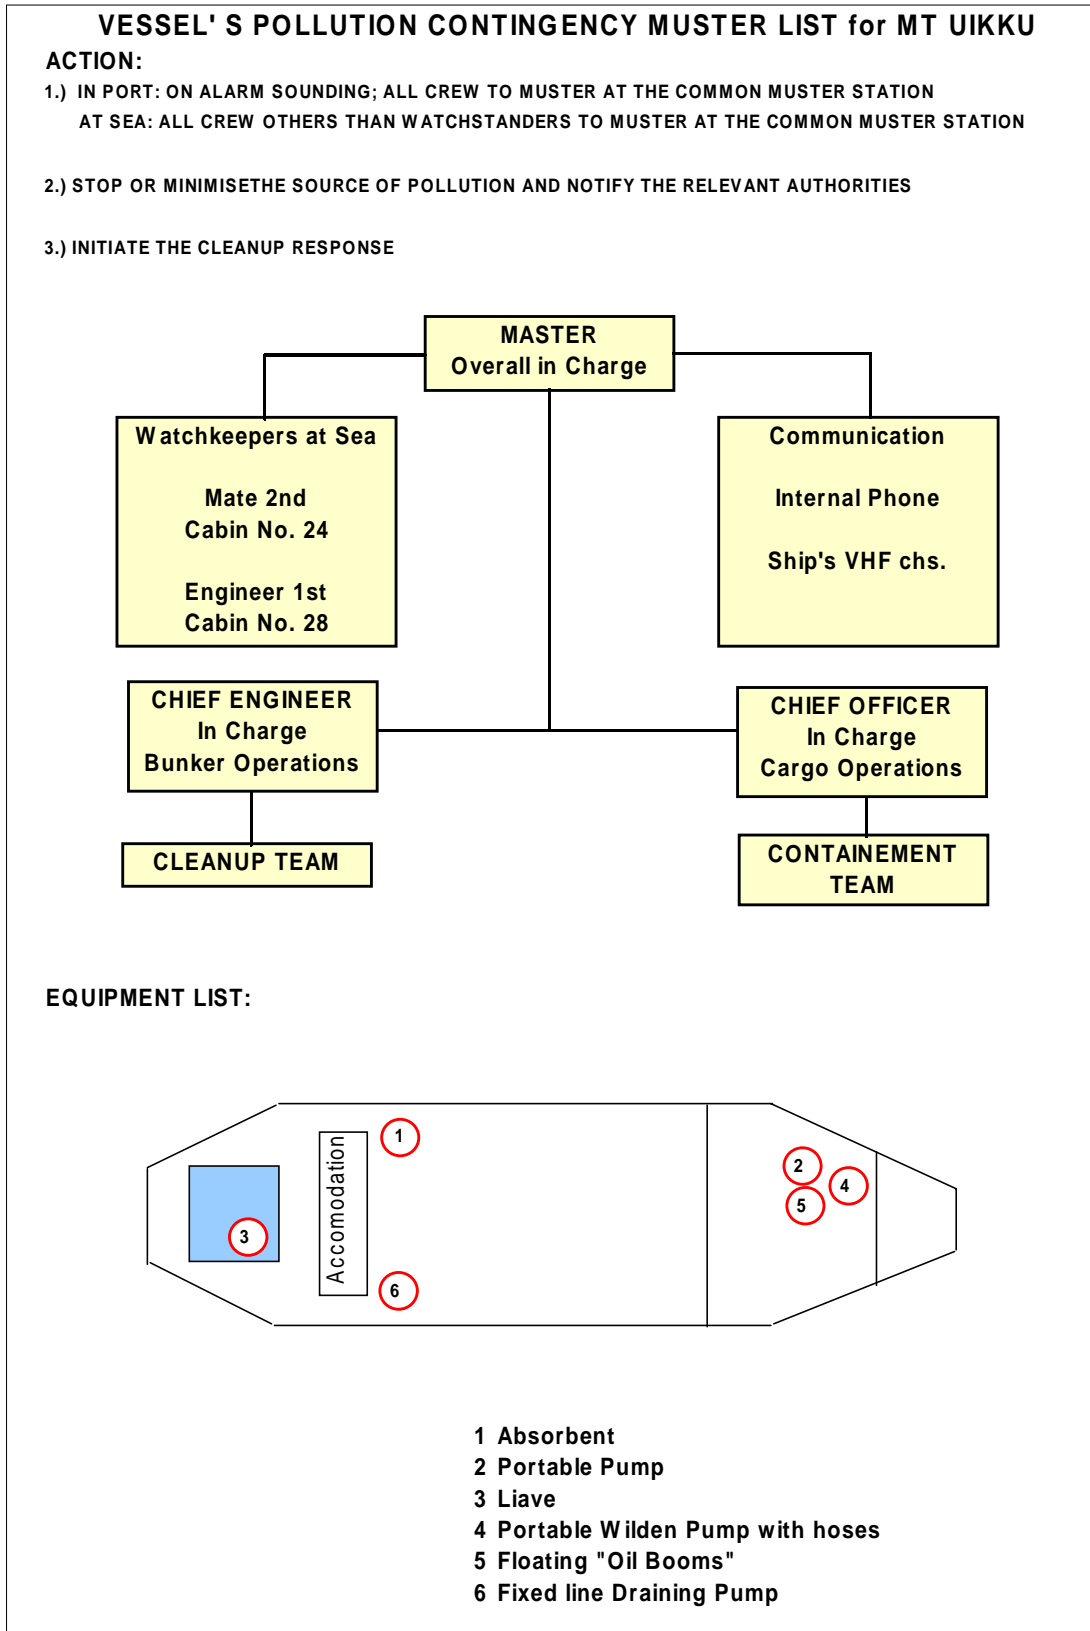 VESSEL' S POLLUTION CONTINGENCY MUSTER LIST for MT UIKKU
ACTION:
1.) IN PORT: ON ALARM SOUNDING; ALL CREW TO MUSTER AT THE COMMON MUSTER STATION
AT SEA: ALL CREW OTHERS THAN WATCHSTANDERS TO MUSTER AT THE COMMON MUSTER STATION
2.) STOP OR MINIMISETHE SOURCE OF POLLUTION AND NOTIFY THE RELEVANT AUTHORITIES
3.) INITIATE THE CLEANUP RESPONSE
MASTER
Overall in Charge
Watchkeepers at Sea
Mate 2nd
Cabin No. 24
Engineer 1st
Cabin No. 28
Communication
Internal Phone
Ship's VHF chs.
CHIEF ENGINEER
In Charge
Bunker Operations
CHIEF OFFICER
In Charge
Cargo Operations
CLEANUP TEAM
CONTAINEMENT
TEAM
EQUIPMENT LIST:
Accomodation
1
2
4
5
3
6
1 Absorbent
2 Portable Pump
3 Liave
4 Portable Wilden Pump with hoses
5 Floating "Oil Booms"
6 Fixed line Draining Pump